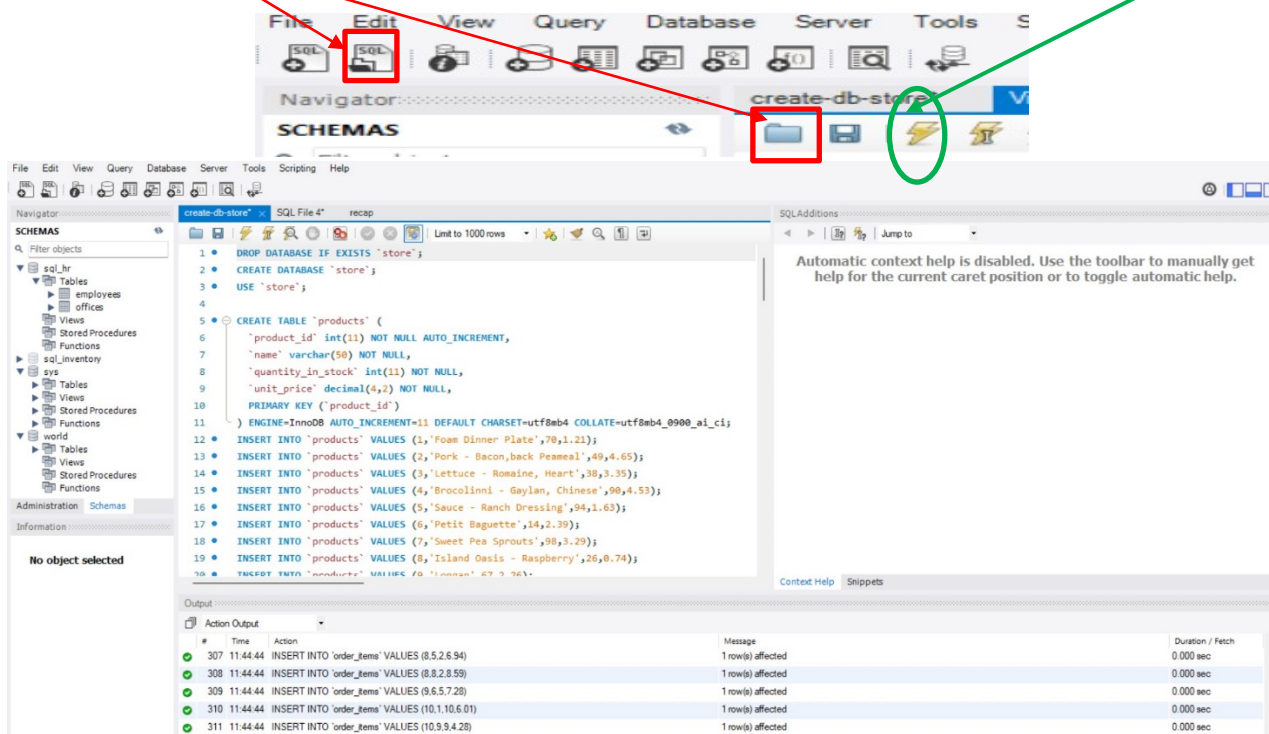 File Edit View Query Database Server Tools S
SQL SQL
Navigator create-db-store*
SCHEMAS
File Edit View Query Database Server Tools Scripting Help
Navigator create-db-store* SQL File 4* recap SQLAdditions
SCHEMAS Limit to 1000 rows Jump to
Filter objects
sql_hr
Tables
employees
offices
Views
Stored Procedures
Functions
sql_inventory
sys
Tables
Views
Stored Procedures
Functions
world
Tables
Views
Stored Procedures
Functions
Administration Schemas
Information
No object selected
1 DROP DATABASE IF EXISTS `store`;
2 CREATE DATABASE `store`;
3 USE `store`;
4
5 CREATE TABLE `products` (
6 `product_id` int(11) NOT NULL AUTO_INCREMENT,
7 `name` varchar(50) NOT NULL,
8 `quantity_in_stock` int(11) NOT NULL,
9 `unit_price` decimal(4,2) NOT NULL,
10 PRIMARY KEY (`product_id`)
11 ) ENGINE=InnoDB AUTO_INCREMENT=11 DEFAULT CHARSET=utf8mb4 COLLATE=utf8mb4_0900_ai_ci;
12 INSERT INTO `products` VALUES (1,'Foam Dinner Plate',70,1.21);
13 INSERT INTO `products` VALUES (2,'Pork - Bacon,back Peameal',49,4.65);
14 INSERT INTO `products` VALUES (3,'Lettuce - Romaine, Heart',38,3.35);
15 INSERT INTO `products` VALUES (4,'Brocolinni - Gaylan, Chinese',90,4.53);
16 INSERT INTO `products` VALUES (5,'Sauce - Ranch Dressing',94,1.63);
17 INSERT INTO `products` VALUES (6,'Petit Baguette',14,2.39);
18 INSERT INTO `products` VALUES (7,'Sweet Pea Sprouts',98,3.29);
19 INSERT INTO `products` VALUES (8,'Island Oasis - Raspberry',26,0.74);
Automatic context help is disabled. Use the toolbar to manually get
help for the current caret position or to toggle automatic help.
Context Help Snippets
Output
Action Output
# Time Action Message Duration / Fetch
307 11:44:44 INSERT INTO `order_items` VALUES (8,5,2,6.94) 1 row(s) affected 0.000 sec
308 11:44:44 INSERT INTO `order_items` VALUES (8,8,2,8.59) 1 row(s) affected 0.000 sec
309 11:44:44 INSERT INTO `order_items` VALUES (9,6,5,7.28) 1 row(s) affected 0.000 sec
310 11:44:44 INSERT INTO `order_items` VALUES (10,1,10,6.01) 1 row(s) affected 0.000 sec
311 11:44:44 INSERT INTO `order_items` VALUES (10,9,9,4.28) 1 row(s) affected 0.000 sec